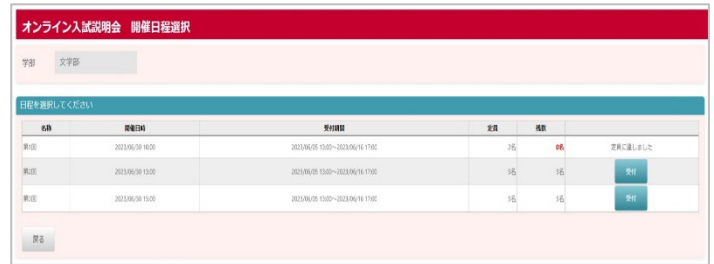 オンライン入試説明会 開催日程選択
学部 文学部
日程を選択してください
名称 開催日時 受付期間 定員 残数
第1回 2023/06/30 10:00 2023/06/05 13:00～2023/06/16 17:00 2名 0名 定員に達しました
第2回 2023/06/30 13:00 2023/06/05 13:00～2023/06/16 17:00 5名 5名 受付
第3回 2023/06/30 15:00 2023/06/05 13:00～2023/06/16 17:00 5名 5名 受付
戻る